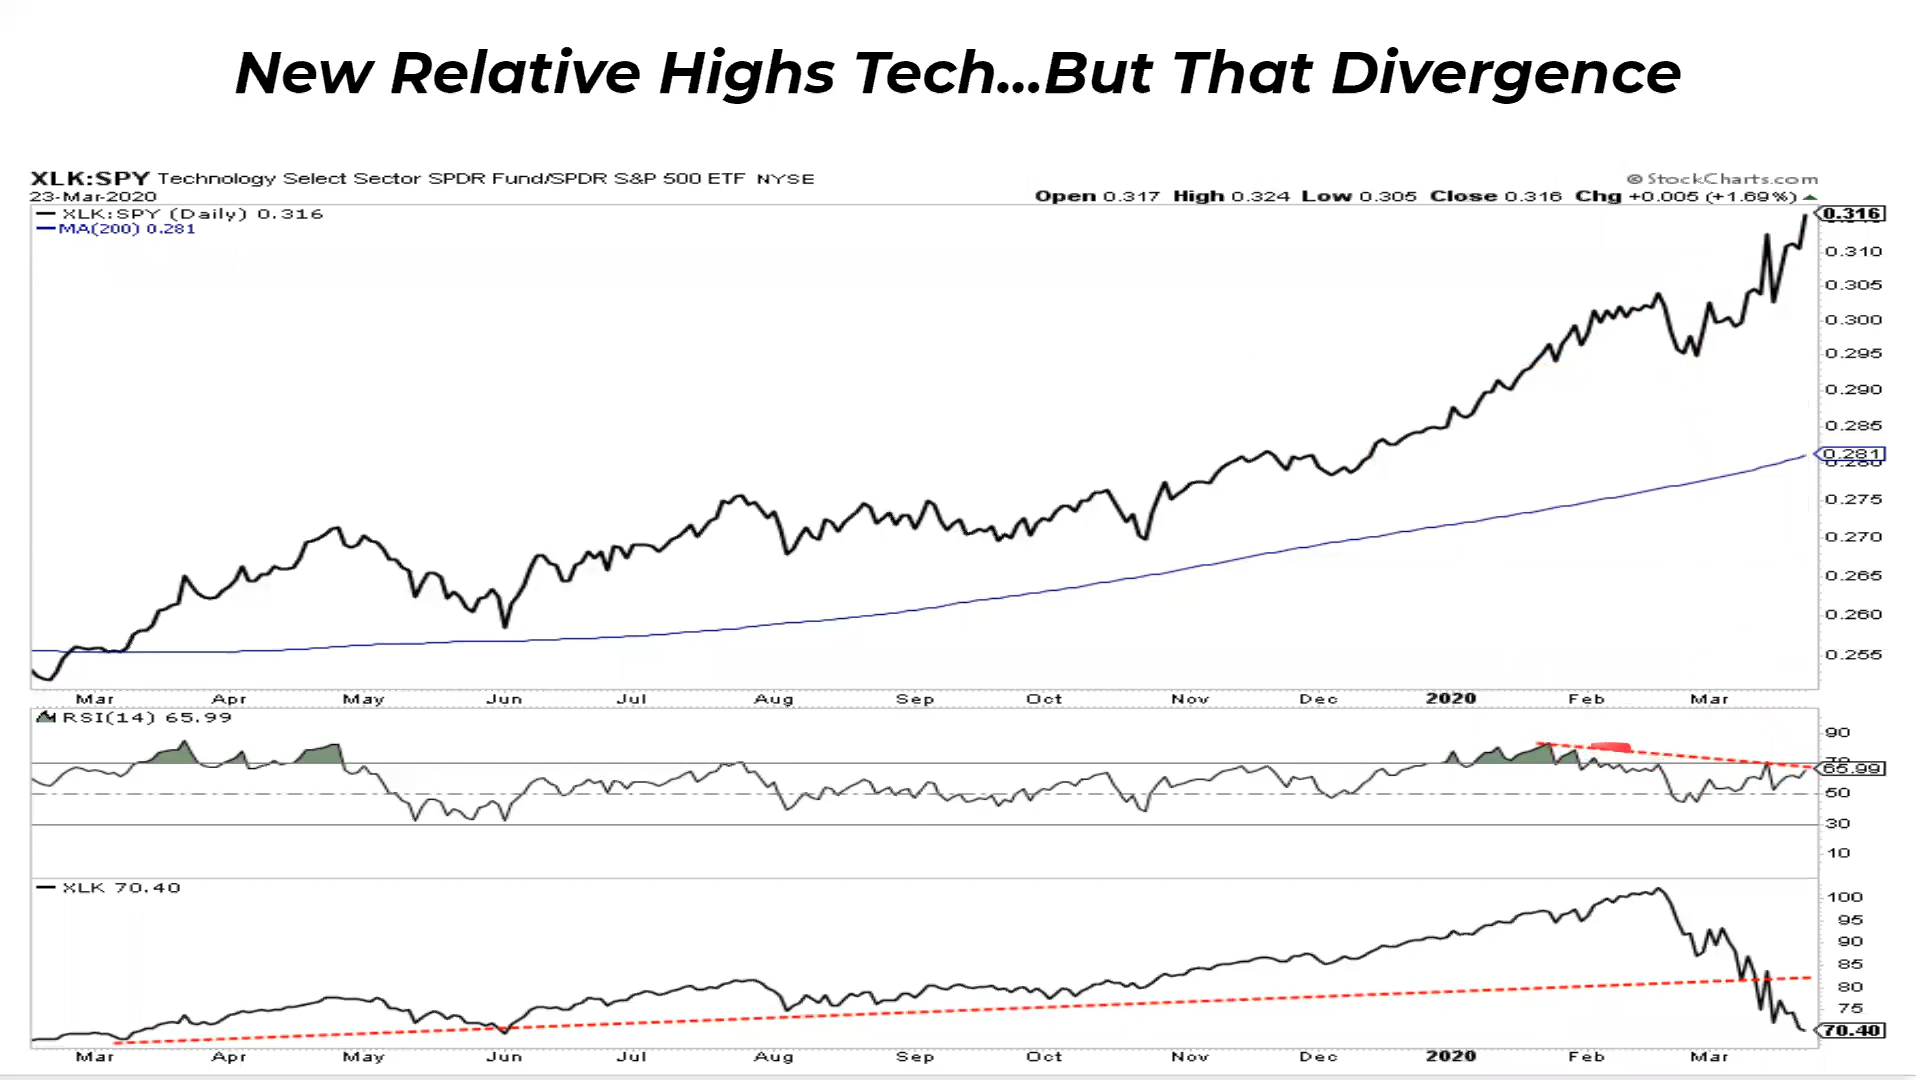 New Relative Highs Tech...But That Divergence
XLK:SPY Technology Select Sector SPDR Fund/SPDR S&P 500 ETF NYSE
© StockCharts.com
23-Mar-2020
Open 0.317 High 0.324 Low 0.305 Close 0.316 Chg +0.005 (+1.69%)
XLK:SPY (Daily) 0.316
MA(200) 0.281
0.316
0.310
0.305
0.300
0.295
0.290
0.285
0.281
0.280
0.275
0.270
0.265
0.260
0.255
Mar Apr May Jun Jul Aug Sep Oct Nov Dec 2020 Feb Mar
RSI(14) 65.99
90
70
65.99
50
30
10
XLK 70.40
100
95
90
85
80
75
70.40
Mar Apr May Jun Jul Aug Sep Oct Nov Dec 2020 Feb Mar